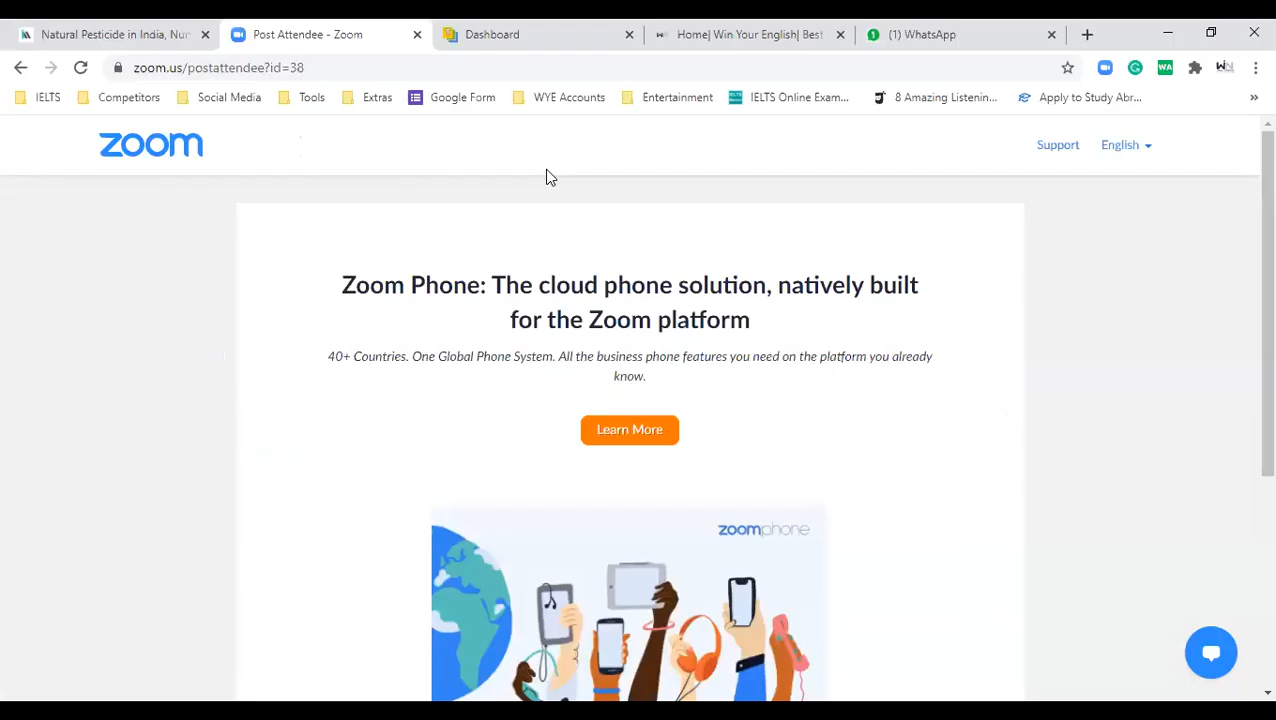 Natural Pesticide in India, Nur
Post Attendee - Zoom
Dashboard
Home| Win Your English| Best
(1) WhatsApp
zoom.us/postattendee?id=38
IELTS
Competitors
Social Media
Tools
Extras
Google Form
WYE Accounts
Entertainment
IELTS Online Exam...
8 Amazing Listenin...
Apply to Study Abr...
zoom
Support
English
Zoom Phone: The cloud phone solution, natively built
for the Zoom platform
40+ Countries. One Global Phone System. All the business phone features you need on the platform you already
know.
Learn More
zoomphone